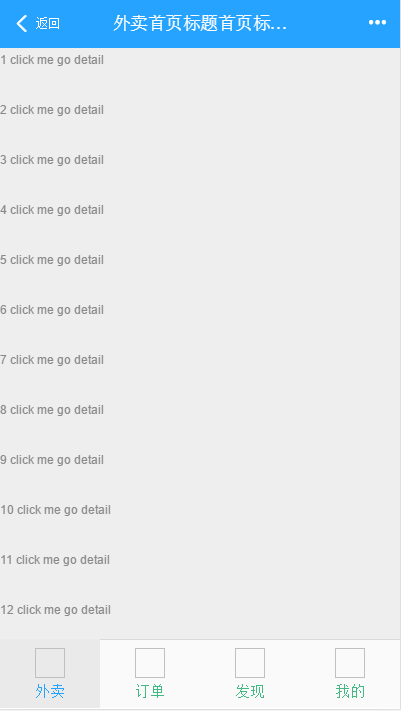 返回 外卖首页标题首页标...
1 click me go detail
2 click me go detail
3 click me go detail
4 click me go detail
5 click me go detail
6 click me go detail
7 click me go detail
8 click me go detail
9 click me go detail
10 click me go detail
11 click me go detail
12 click me go detail
外卖 订单 发现 我的